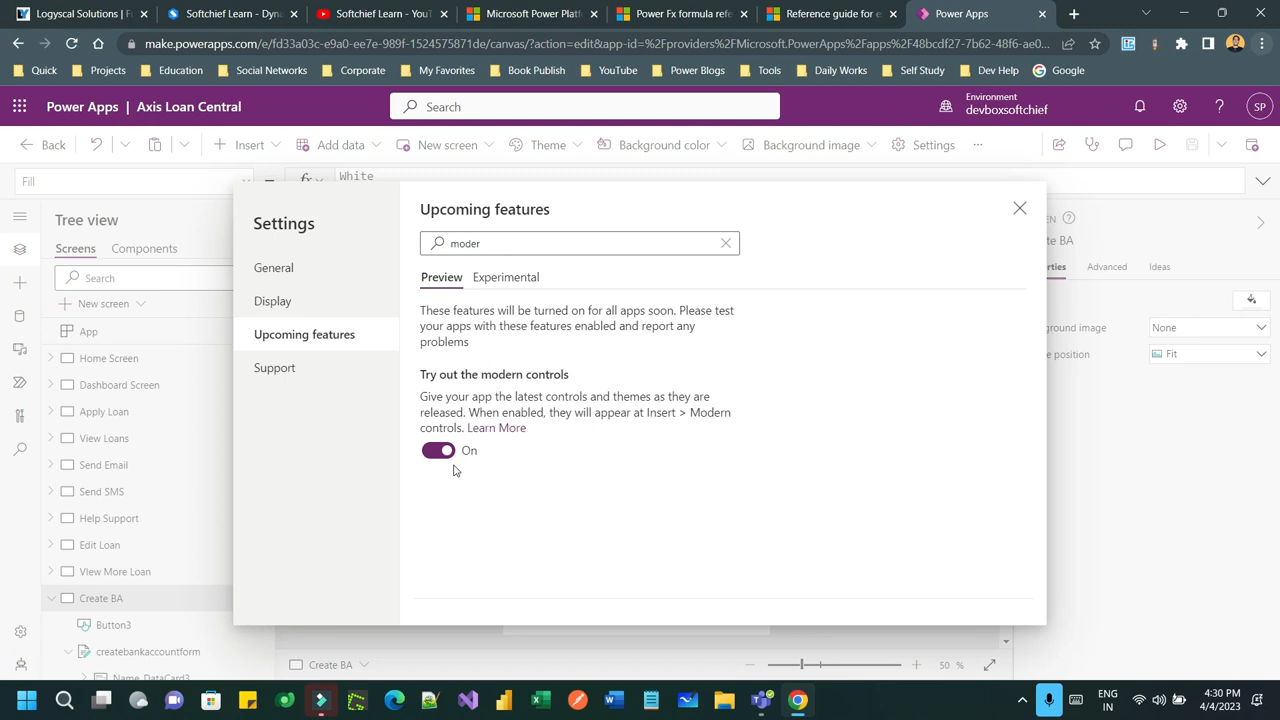 Logyscal Solutions : Fo
Softchief Learn - Dyna
Softchief Learn - YouT
Microsoft Power Platfo
Power Fx formula refer
Reference guide for ex
Power Apps
make.powerapps.com/e/fd33a03c-e9a0-ee7e-989f-1524575871de/canvas/?action=edit&app-id=%2Fproviders%2FMicrosoft.PowerApps%2Fapps%2F48bcdf27-7b62-48f6-ae0...
Quick
Projects
Education
Social Networks
Corporate
My Favorites
Book Publish
YouTube
Power Blogs
Tools
Daily Works
Self Study
Dev Help
Google
Power Apps | Axis Loan Central
Search
Environment
devboxsoftchief
SP
Back
Insert
Add data
New screen
Theme
Background color
Background image
Settings
Fill
fx
White
Tree view
Screens
Components
Search
New screen
App
Home Screen
Dashboard Screen
Apply Loan
View Loans
Send Email
Send SMS
Help Support
Edit Loan
VIew More Loan
Create BA
Button3
createbankaccountform
Name_DataCard3
Settings
General
Display
Upcoming features
Support
Upcoming features
moder
Preview
Experimental
These features will be turned on for all apps soon. Please test
your apps with these features enabled and report any
problems
Try out the modern controls
Give your app the latest controls and themes as they are
released. When enabled, they will appear at Insert > Modern
controls. Learn More
On
Advanced
Ideas
None
Fit
Create BA
50 %
ENG
IN
4:30 PM
4/4/2023